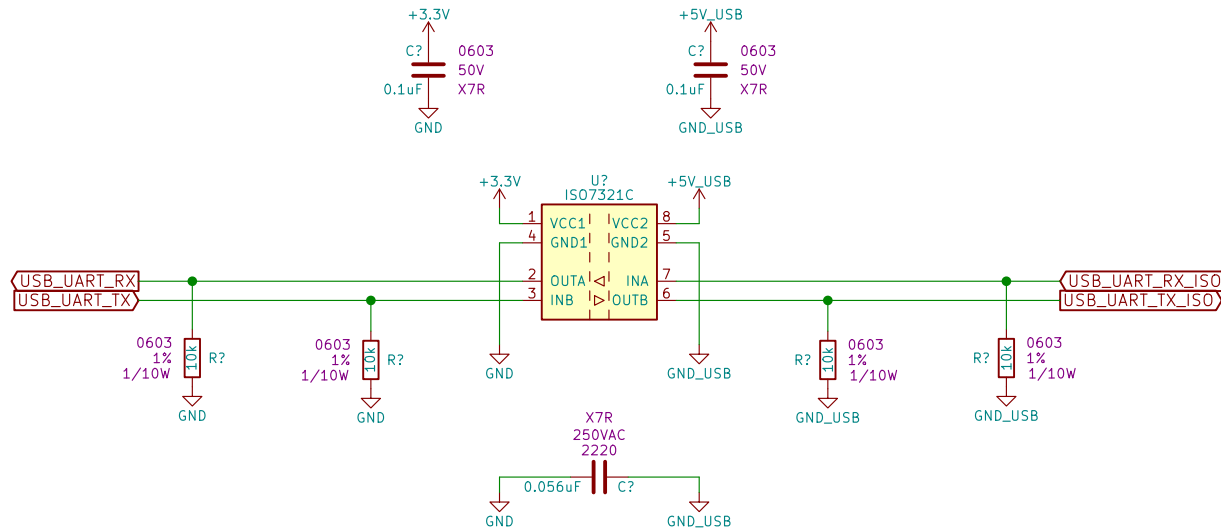 +3.3V
+5V_USB
C? 0603
50V
0.1uF X7R
GND
C? 0603
50V
0.1uF X7R
GND_USB
U?
ISO7321C
+3.3V
+5V_USB
1 VCC1 VCC2 8
4 GND1 GND2 5
2 OUTA INA 7
3 INB OUTB 6
USB_UART_RX
USB_UART_TX
USB_UART_RX_ISO
USB_UART_TX_ISO
0603
1%
1/10W
10k
R?
GND
0603
1%
1/10W
10k
R?
GND
GND
GND_USB
R?
10k
0603
1%
1/10W
GND_USB
R?
10k
0603
1%
1/10W
GND_USB
X7R
250VAC
2220
0.056uF C?
GND
GND_USB